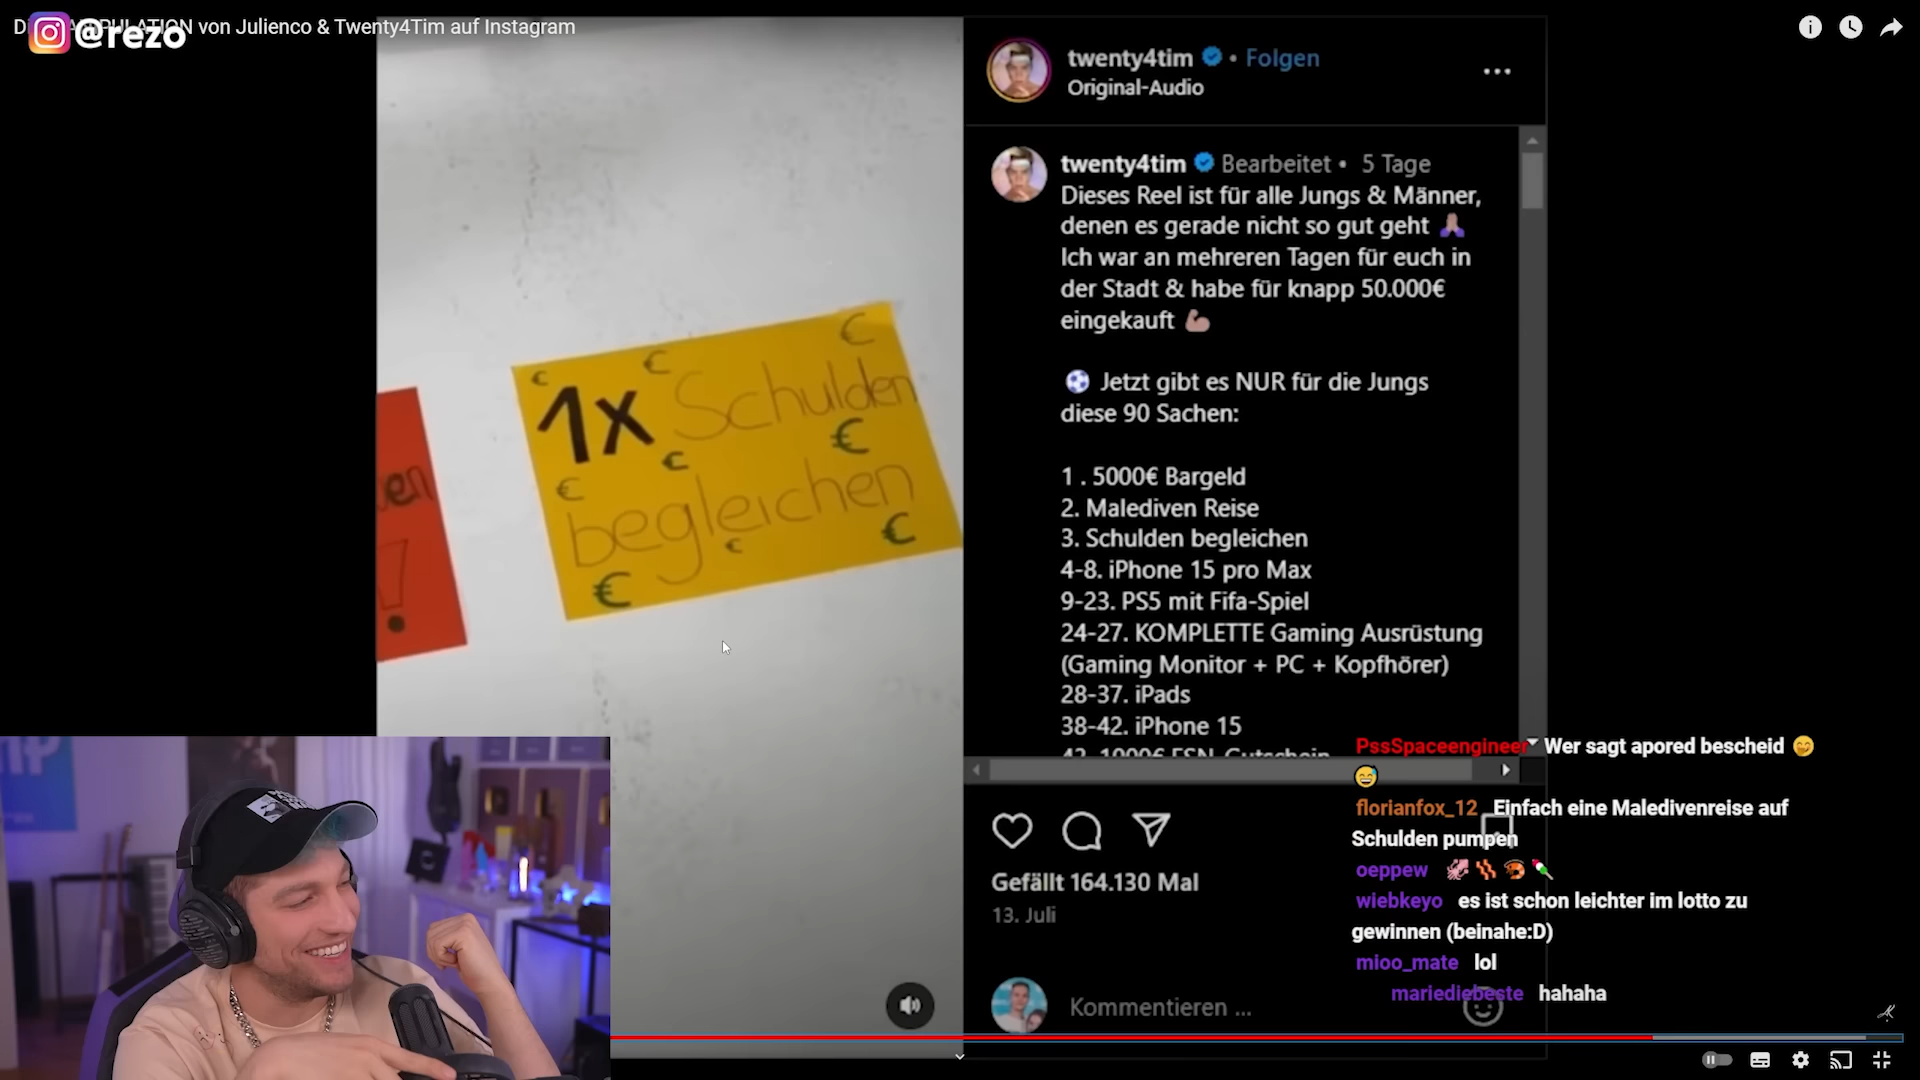 von Julienco & Twenty4Tim auf Instagram
@rezo
twenty4tim • Folgen
Original-Audio
twenty4tim Bearbeitet • 5 Tage
Dieses Reel ist für alle Jungs & Männer,
denen es gerade nicht so gut geht 🙏🏽
Ich war an mehreren Tagen für euch in
der Stadt & habe für knapp 50.000€
eingekauft 💪🏽
⚽ Jetzt gibt es NUR für die Jungs
diese 90 Sachen:
1 . 5000€ Bargeld
2. Malediven Reise
3. Schulden begleichen
4-8. iPhone 15 pro Max
9-23. PS5 mit Fifa-Spiel
24-27. KOMPLETTE Gaming Ausrüstung
(Gaming Monitor + PC + Kopfhörer)
28-37. iPads
38-42. iPhone 15
Gefällt 164.130 Mal
13. Juli
Kommentieren ...
1x Schulden
begleichen
€ € € € € € € € €
en
!
PssSpaceengineer Wer sagt apored bescheid 🤭
😅
florianfox_12 Einfach eine Maledivenreise auf
Schulden pumpen
oeppew 🦑 🥓 🦐 🍡
wiebkeyo es ist schon leichter im lotto zu
gewinnen (beinahe:D)
mioo_mate lol
mariediebeste hahaha